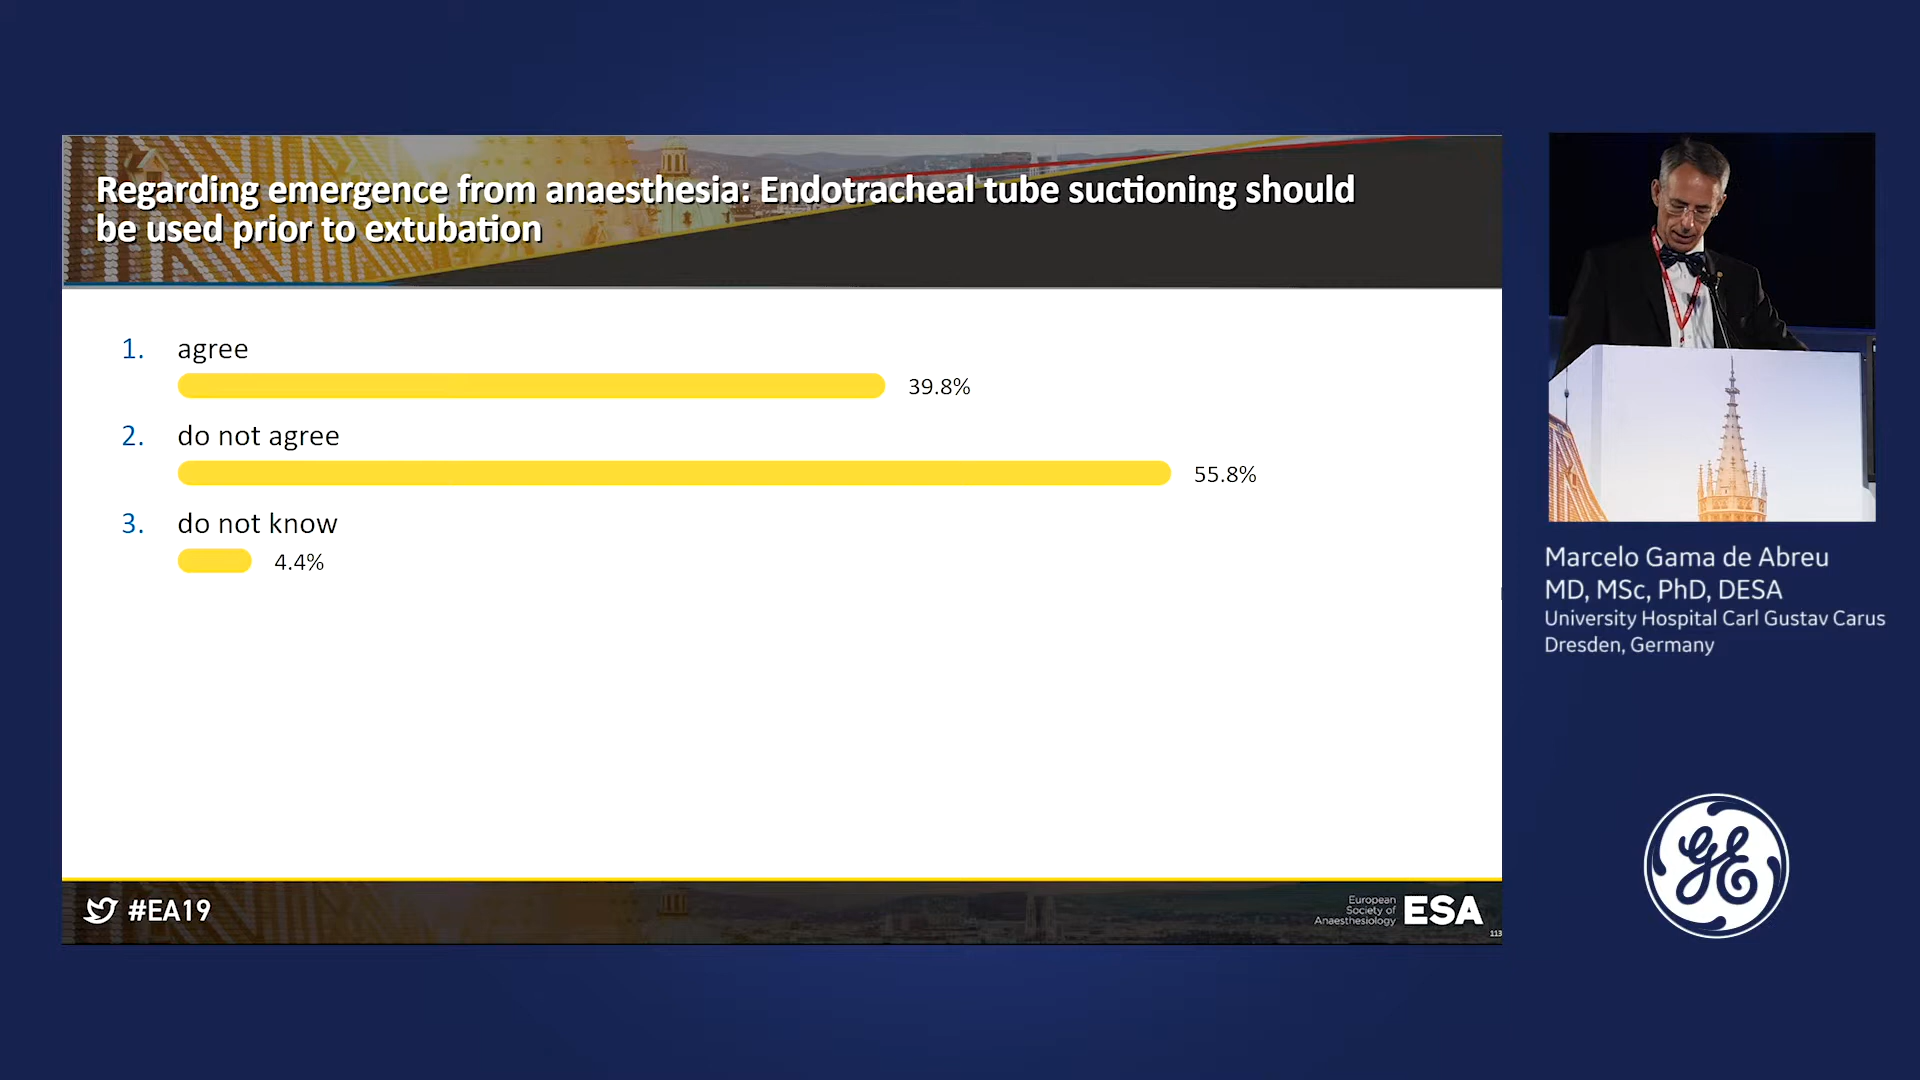 Regarding emergence from anaesthesia: Endotracheal tube suctioning should
be used prior to extubation
1. agree
39.8%
2. do not agree
55.8%
3. do not know
4.4%
#EA19
European
Society of
Anaesthesiology
ESA
113
Marcelo Gama de Abreu
MD, MSc, PhD, DESA
University Hospital Carl Gustav Carus
Dresden, Germany
GE